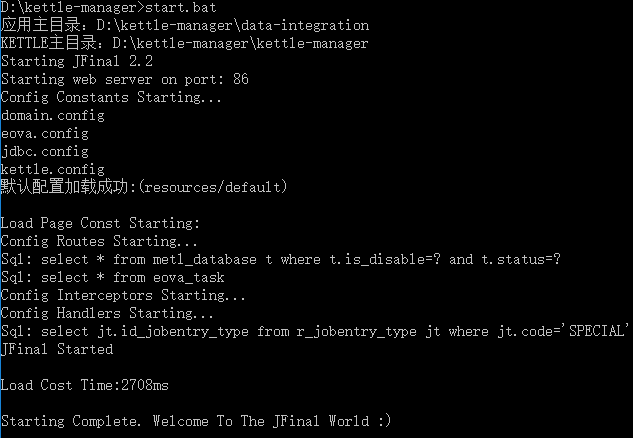 D:\kettle-manager>start.bat
应用主目录：D:\kettle-manager\data-integration
KETTLE主目录：D:\kettle-manager\kettle-manager
Starting JFinal 2.2
Starting web server on port: 86
Config Constants Starting...
domain.config
eova.config
jdbc.config
kettle.config
默认配置加载成功:(resources/default)
Load Page Const Starting:
Config Routes Starting...
Sql: select * from metl_database t where t.is_disable=? and t.status=?
Sql: select * from eova_task
Config Interceptors Starting...
Config Handlers Starting...
Sql: select jt.id_jobentry_type from r_jobentry_type jt where jt.code='SPECIAL'
JFinal Started
Load Cost Time:2708ms
Starting Complete. Welcome To The JFinal World :)